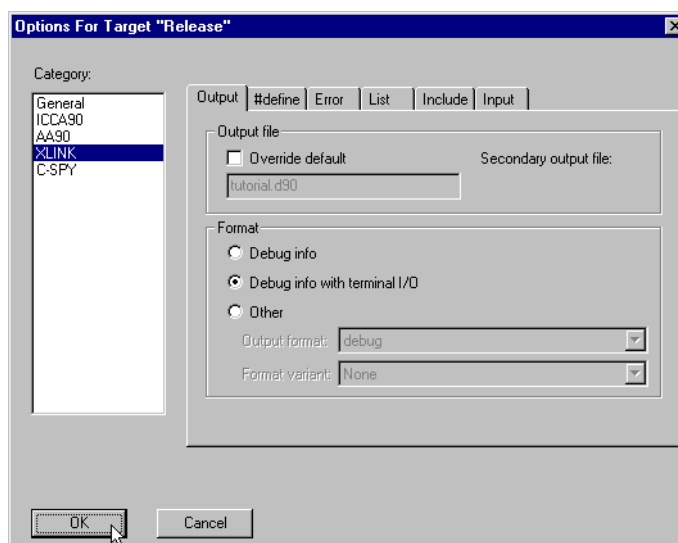 Options For Target "Release"
Category:
General
ICCA90
AA90
XLINK
C-SPY
Output #define Error List Include Input
Output file
Override default
Secondary output file:
tutorial.d90
Format
Debug info
Debug info with terminal I/O
Other
Output format: debug
Format variant: None
OK Cancel